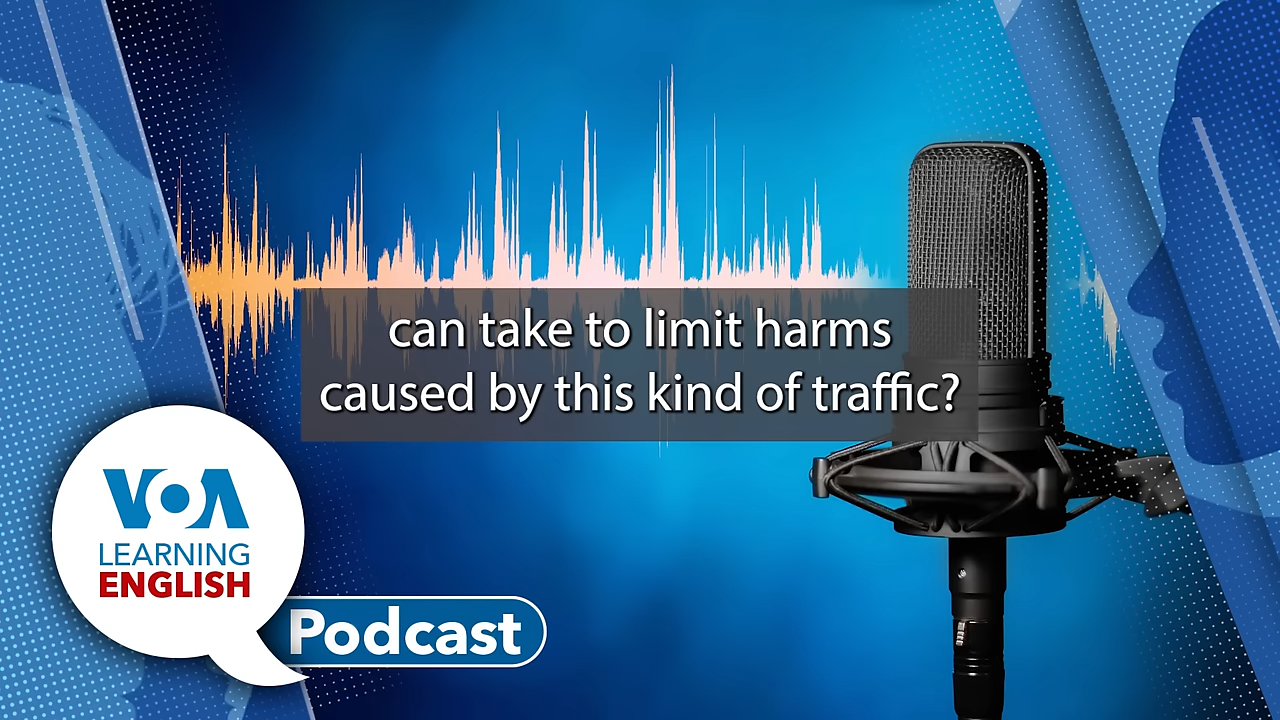 can take to limit harms
caused by this kind of traffic?
VOA
LEARNING
ENGLISH
Podcast